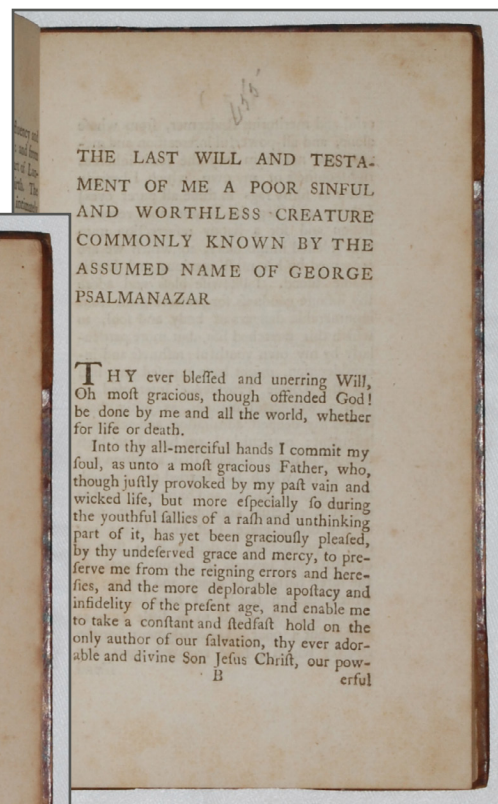 THE LAST WILL AND TESTA-
MENT OF ME A POOR SINFUL
AND WORTHLESS CREATURE
COMMONLY KNOWN BY THE
ASSUMED NAME OF GEORGE
PSALMANAZAR
THY ever bleſſed and unerring Will,
Oh moſt gracious, though offended God!
be done by me and all the world, whether
for life or death.
Into thy all-merciful hands I commit my
ſoul, as unto a moſt gracious Father, who,
though juſtly provoked by my paſt vain and
wicked life, but more eſpecially ſo during
the youthful ſallies of a raſh and unthinking
part of it, has yet been graciouſly pleaſed,
by thy undeſerved grace and mercy, to pre-
ſerve me from the reigning errors and here-
ſies, and the more deplorable apoſtacy and
infidelity of the preſent age, and enable me
to take a conſtant and ſtedfaſt hold on the
only author of our ſalvation, thy ever ador-
able and divine Son Jeſus Chriſt, our pow-
B erful